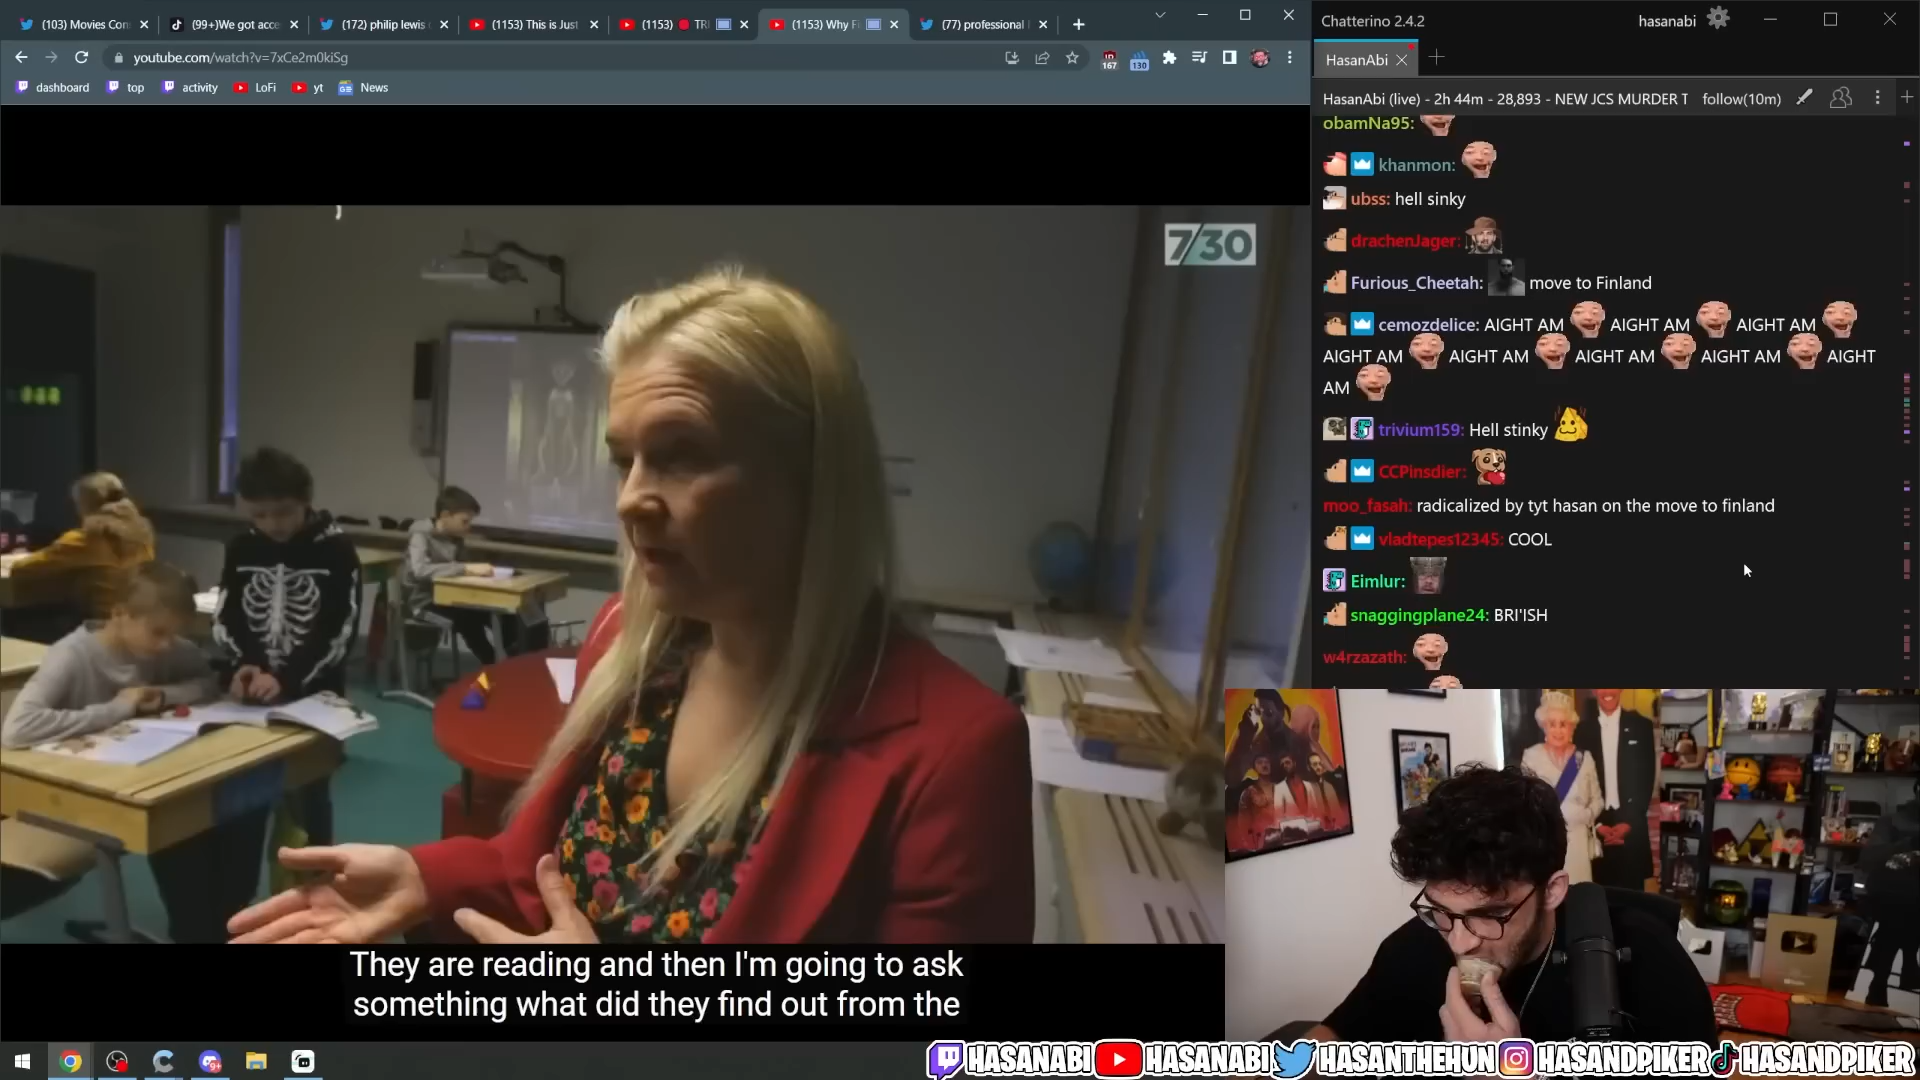 (103) Movies Con
(99+)We got acce
(172) philip lewis
(1153) This is Just
(1153)
TRI
(1153) Why Fi
(77) professional
youtube.com/watch?v=7xCe2m0kiSg
167
130
dashboard
top
activity
LoFi
yt
News
7/30
They are reading and then I'm going to ask
something what did they find out from the
Chatterino 2.4.2
hasanabi
HasanAbi
HasanAbi (live) - 2h 44m - 28,893 - NEW JCS MURDER T
follow(10m)
obamNa95:
khanmon:
ubss: hell sinky
drachenJager:
Furious_Cheetah: move to Finland
cemozdelice: AIGHT AM AIGHT AM AIGHT AM
AIGHT AM AIGHT AM AIGHT AM AIGHT AM AIGHT
AM
trivium159: Hell stinky
CCPinsdier:
moo_fasah: radicalized by tyt hasan on the move to finland
vladtepes12345: COOL
Eimlur:
snaggingplane24: BRI'ISH
w4rzazath:
HASANABI HASANABI HASANTHEHUN HASANDPIKER HASANDPIKER